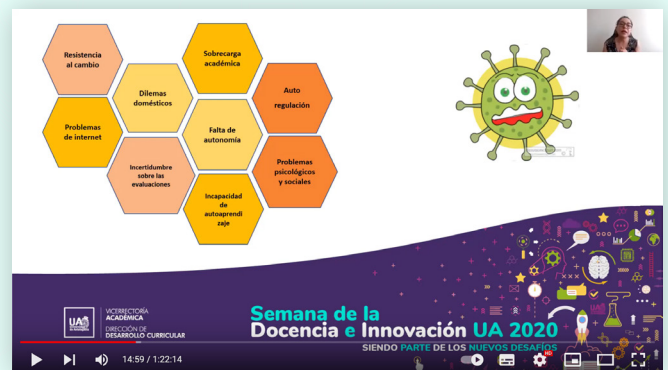 Resistencia
al cambio
Sobrecarga
académica
Dilemas
domésticos
Auto
regulación
Problemas
de internet
Falta de
autonomía
Incertidumbre
sobre las
evaluaciones
Problemas
psicológicos
y sociales
Incapacidad
de
autoaprendi
zaje
UA
VICERRECTORÍA
ACADÉMICA
DIRECCIÓN DE
DESARROLLO CURRICULAR
Semana de la
Docencia e Innovación UA 2020
SIENDO PARTE DE LOS NUEVOS DESAFÍOS
14:59 / 1:22:14
HD